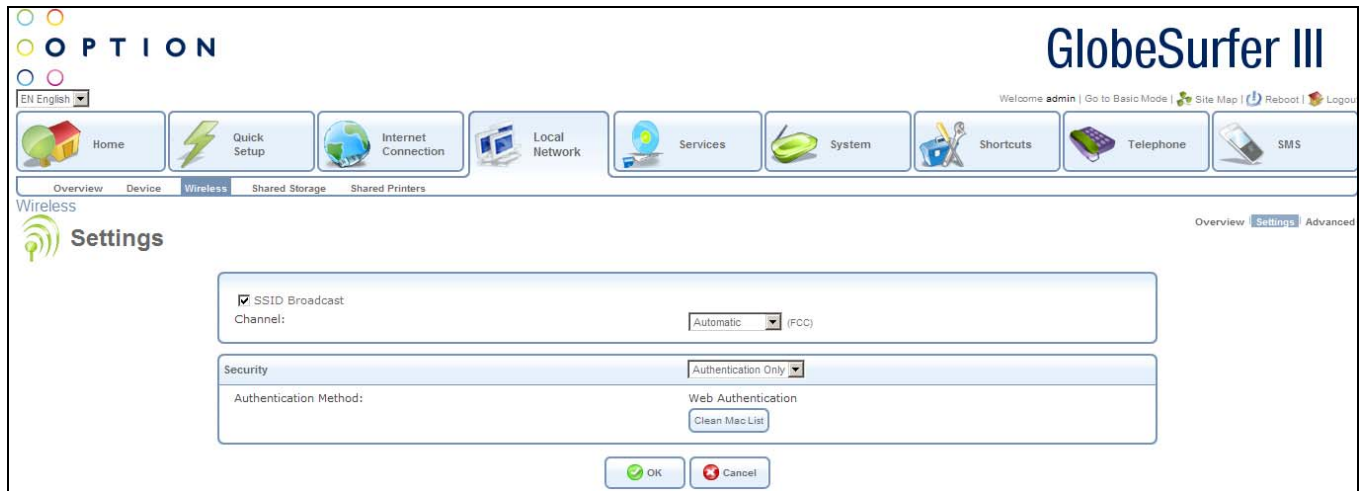 OPTION
GlobeSurfer III
EN English
Welcome admin | Go to Basic Mode | Site Map | Reboot | Logou
Home
Quick Setup
Internet Connection
Local Network
Services
System
Shortcuts
Telephone
SMS
Overview Device Wireless Shared Storage Shared Printers
Wireless
Settings
Overview Settings Advanced
SSID Broadcast
Channel: Automatic (FCC)
Security Authentication Only
Authentication Method: Web Authentication
Clean Mac List
OK Cancel